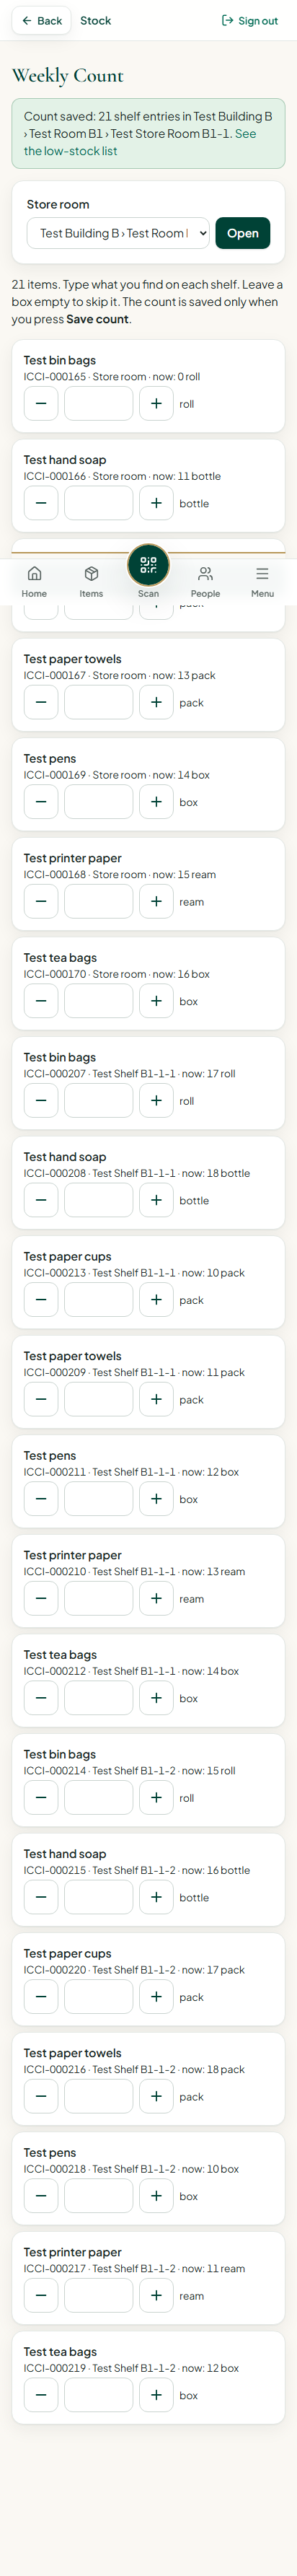 Back
Stock
Sign out
Weekly Count
Count saved: 21 shelf entries in Test Building B
› Test Room B1 › Test Store Room B1-1. See
the low-stock list
Store room
Test Building B › Test Room
Open
21 items. Type what you find on each shelf. Leave a
box empty to skip it. The count is saved only when
you press Save count.
Test bin bags
ICCI-000165 · Store room · now: 0 roll
roll
Test hand soap
ICCI-000166 · Store room · now: 11 bottle
bottle
Home
Items
Scan
People
Menu
Test paper towels
ICCI-000167 · Store room · now: 13 pack
pack
Test pens
ICCI-000169 · Store room · now: 14 box
box
Test printer paper
ICCI-000168 · Store room · now: 15 ream
ream
Test tea bags
ICCI-000170 · Store room · now: 16 box
box
Test bin bags
ICCI-000207 · Test Shelf B1-1-1 · now: 17 roll
roll
Test hand soap
ICCI-000208 · Test Shelf B1-1-1 · now: 18 bottle
bottle
Test paper cups
ICCI-000213 · Test Shelf B1-1-1 · now: 10 pack
pack
Test paper towels
ICCI-000209 · Test Shelf B1-1-1 · now: 11 pack
pack
Test pens
ICCI-000211 · Test Shelf B1-1-1 · now: 12 box
box
Test printer paper
ICCI-000210 · Test Shelf B1-1-1 · now: 13 ream
ream
Test tea bags
ICCI-000212 · Test Shelf B1-1-1 · now: 14 box
box
Test bin bags
ICCI-000214 · Test Shelf B1-1-2 · now: 15 roll
roll
Test hand soap
ICCI-000215 · Test Shelf B1-1-2 · now: 16 bottle
bottle
Test paper cups
ICCI-000220 · Test Shelf B1-1-2 · now: 17 pack
pack
Test paper towels
ICCI-000216 · Test Shelf B1-1-2 · now: 18 pack
pack
Test pens
ICCI-000218 · Test Shelf B1-1-2 · now: 10 box
box
Test printer paper
ICCI-000217 · Test Shelf B1-1-2 · now: 11 ream
ream
Test tea bags
ICCI-000219 · Test Shelf B1-1-2 · now: 12 box
box